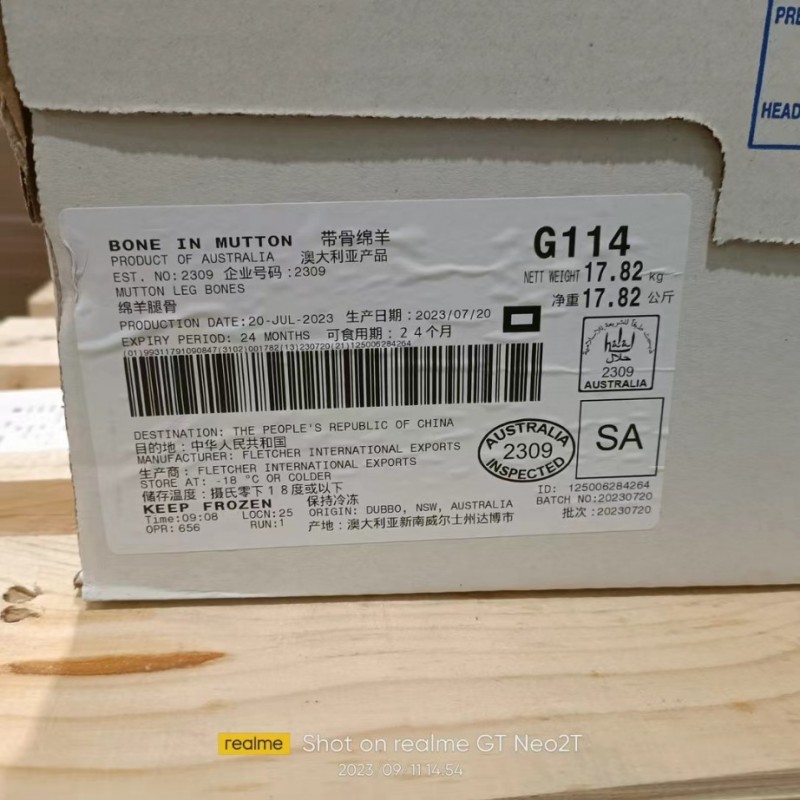 PRE
HEAD
BONE IN MUTTON 带骨绵羊
G114
PRODUCT OF AUSTRALIA 澳大利亚产品
EST. NO:2309 企业号码:2309
NETT WEIGHT 17.82 kg
MUTTON LEG BONES
净重 17.82 公斤
绵羊腿骨
PRODUCTION DATE:20-JUL-2023 生产日期:2023/07/20
EXPIRY PERIOD: 24 MONTHS 可食用期: 24个月
(01)99311791090847(3102)001782(13)230720(21)125006284264
halal
حلال
2309
AUSTRALIA
DESTINATION: THE PEOPLE'S REPUBLIC OF CHINA
目的地:中华人民共和国
MANUFACTURER: FLETCHER INTERNATIONAL EXPORTS
生产商: FLETCHER INTERNATIONAL EXPORTS
AUSTRALIA
2309
INSPECTED
SA
STORE AT: -18 °C OR COLDER
储存温度:摄氏零下18度或以下
KEEP FROZEN 保持冷冻
ID: 125006284264
BATCH NO:20230720
Time:09:08 LOCN:25 ORIGIN: DUBBO, NSW, AUSTRALIA
批次:20230720
OPR: 656 RUN:1 产地:澳大利亚新南威尔士州达博市
realme Shot on realme GT Neo2T
2023/09/11 14:54